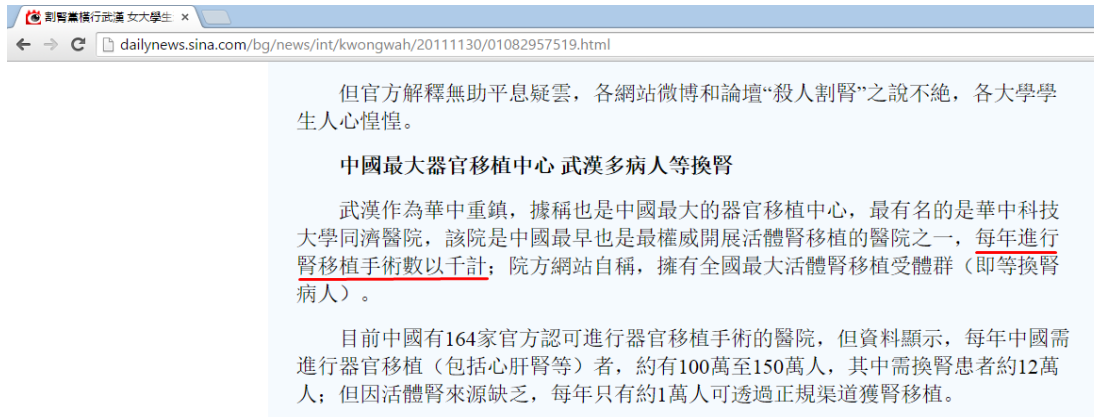 割腎黨橫行武漢 女大學生
dailynews.sina.com/bg/news/int/kwongwah/20111130/01082957519.html
但官方解釋無助平息疑雲，各網站微博和論壇“殺人割腎”之說不絶，各大學學
生人心惶惶。
中國最大器官移植中心 武漢多病人等換腎
武漢作為華中重鎮，據稱也是中國最大的器官移植中心，最有名的是華中科技
大學同濟醫院，該院是中國最早也是最權威開展活體腎移植的醫院之一，每年進行
腎移植手術數以千計；院方網站自稱，擁有全國最大活體腎移植受體群（即等換腎
病人）。
目前中國有164家官方認可進行器官移植手術的醫院，但資料顯示，每年中國需
進行器官移植（包括心肝腎等）者，約有100萬至150萬人，其中需換腎患者約12萬
人；但因活體腎來源缺乏，每年只有約1萬人可透過正規渠道獲腎移植。